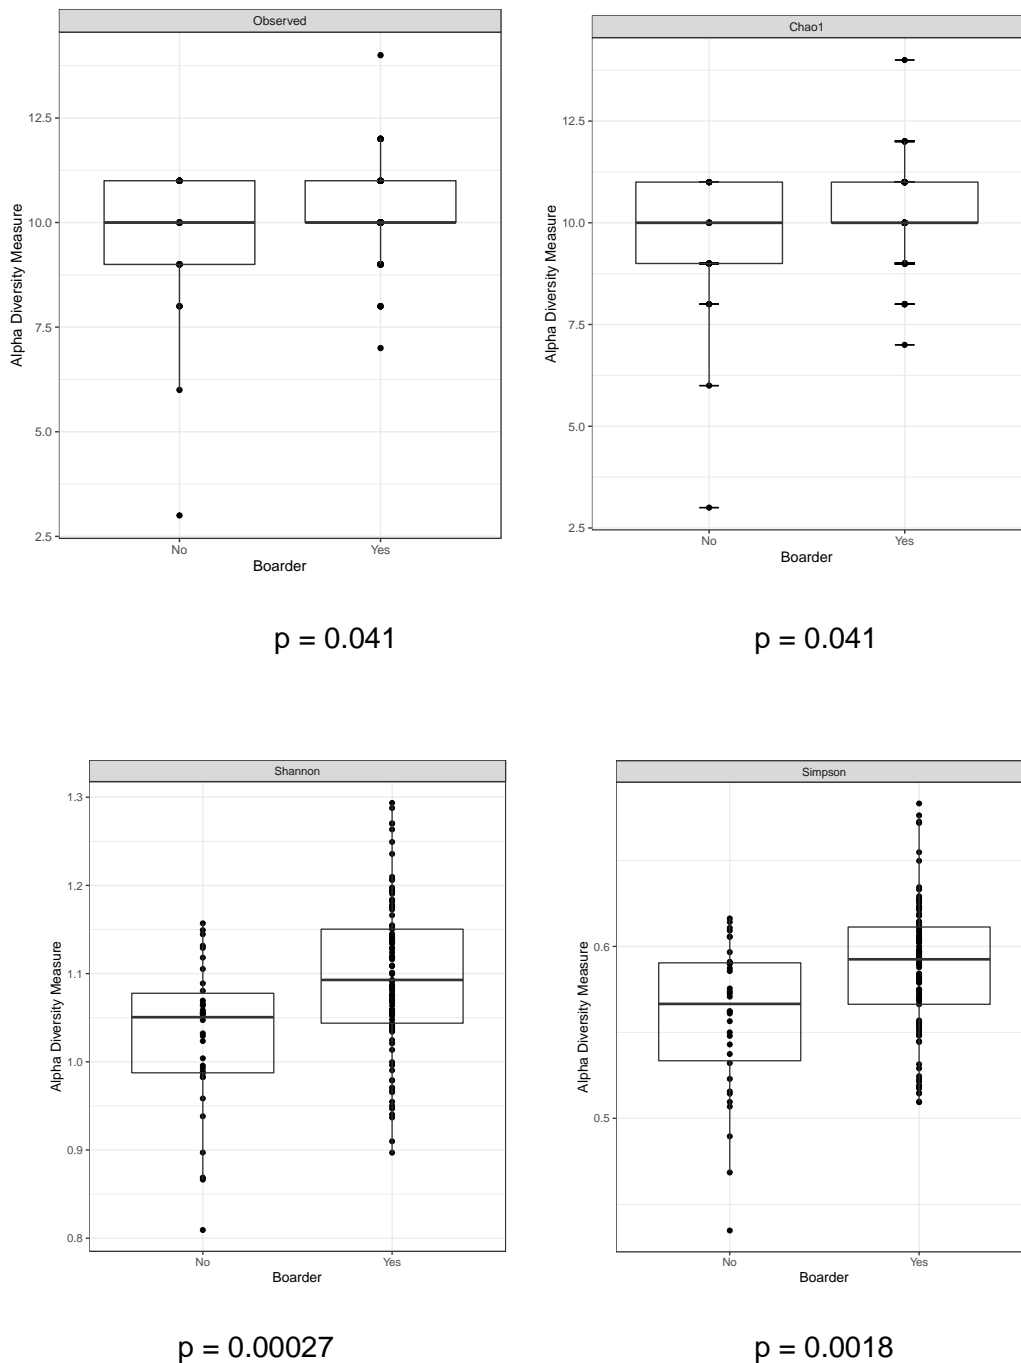 Observed
Alpha Diversity Measure
12.5
10.0
7.5
5.0
2.5
No Yes
Boarder
p = 0.041
Chao1
Alpha Diversity Measure
12.5
10.0
7.5
5.0
2.5
No Yes
Boarder
p = 0.041
Shannon
Alpha Diversity Measure
1.3
1.2
1.1
1.0
0.9
0.8
No Yes
Boarder
p = 0.00027
Simpson
Alpha Diversity Measure
0.6
0.5
No Yes
Boarder
p = 0.0018